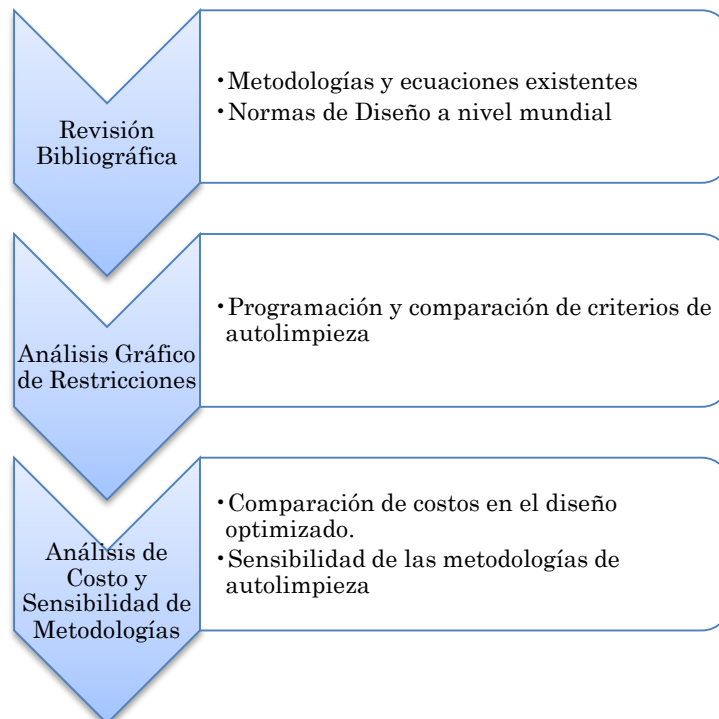 Revisión
Bibliográfica
•Metodologías y ecuaciones existentes
•Normas de Diseño a nivel mundial
Análisis Gráfico
de Restricciones
•Programación y comparación de criterios de
autolimpieza
Análisis de
Costo y
Sensibilidad de
Metodologías
•Comparación de costos en el diseño
optimizado.
•Sensibilidad de las metodologías de
autolimpieza